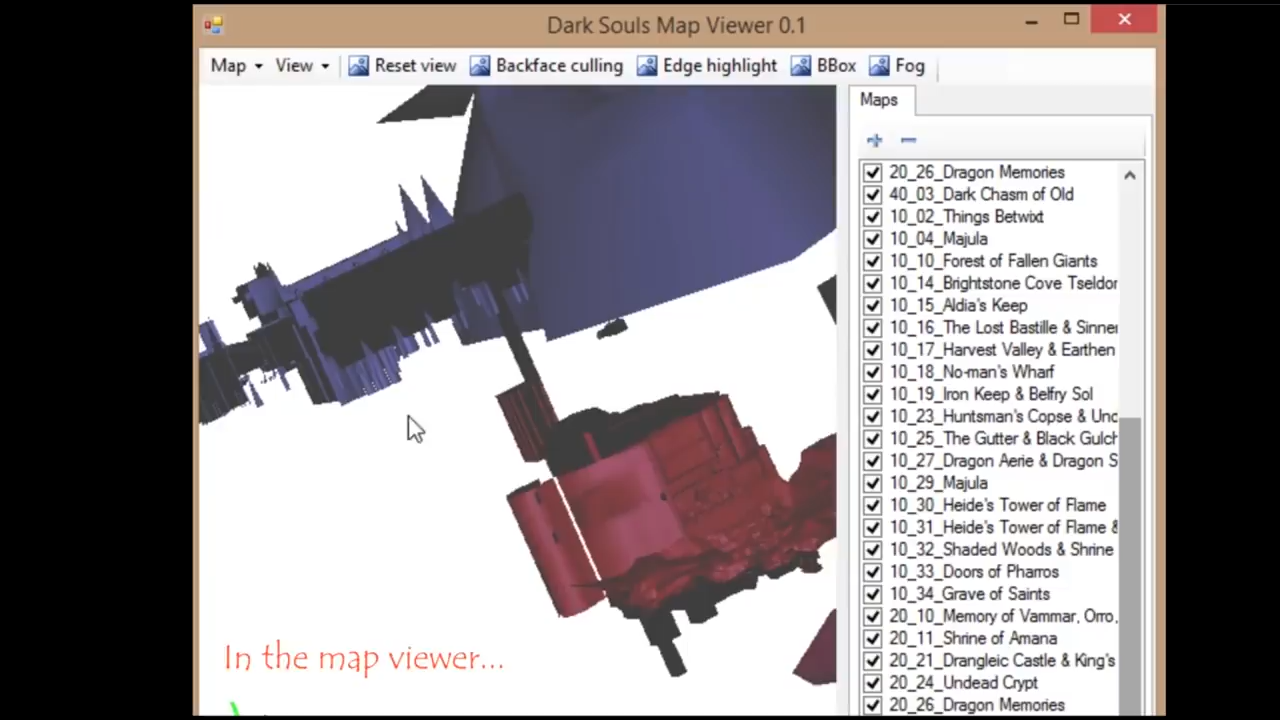 Dark Souls Map Viewer 0.1
Map View Reset view Backface culling Edge highlight BBox Fog
Maps
20_26_Dragon Memories
40_03_Dark Chasm of Old
10_02_Things Betwixt
10_04_Majula
10_10_Forest of Fallen Giants
10_14_Brightstone Cove Tseldor
10_15_Aldia's Keep
10_16_The Lost Bastille & Sinner
10_17_Harvest Valley & Earthen
10_18_No-man's Wharf
10_19_Iron Keep & Belfry Sol
10_23_Huntsman's Copse & Unc
10_25_The Gutter & Black Gulch
10_27_Dragon Aerie & Dragon S
10_29_Majula
10_30_Heide's Tower of Flame
10_31_Heide's Tower of Flame &
10_32_Shaded Woods & Shrine
10_33_Doors of Pharros
10_34_Grave of Saints
20_10_Memory of Vammar, Orro,
20_11_Shrine of Amana
20_21_Drangleic Castle & King's
20_24_Undead Crypt
20_26_Dragon Memories
In the map viewer...